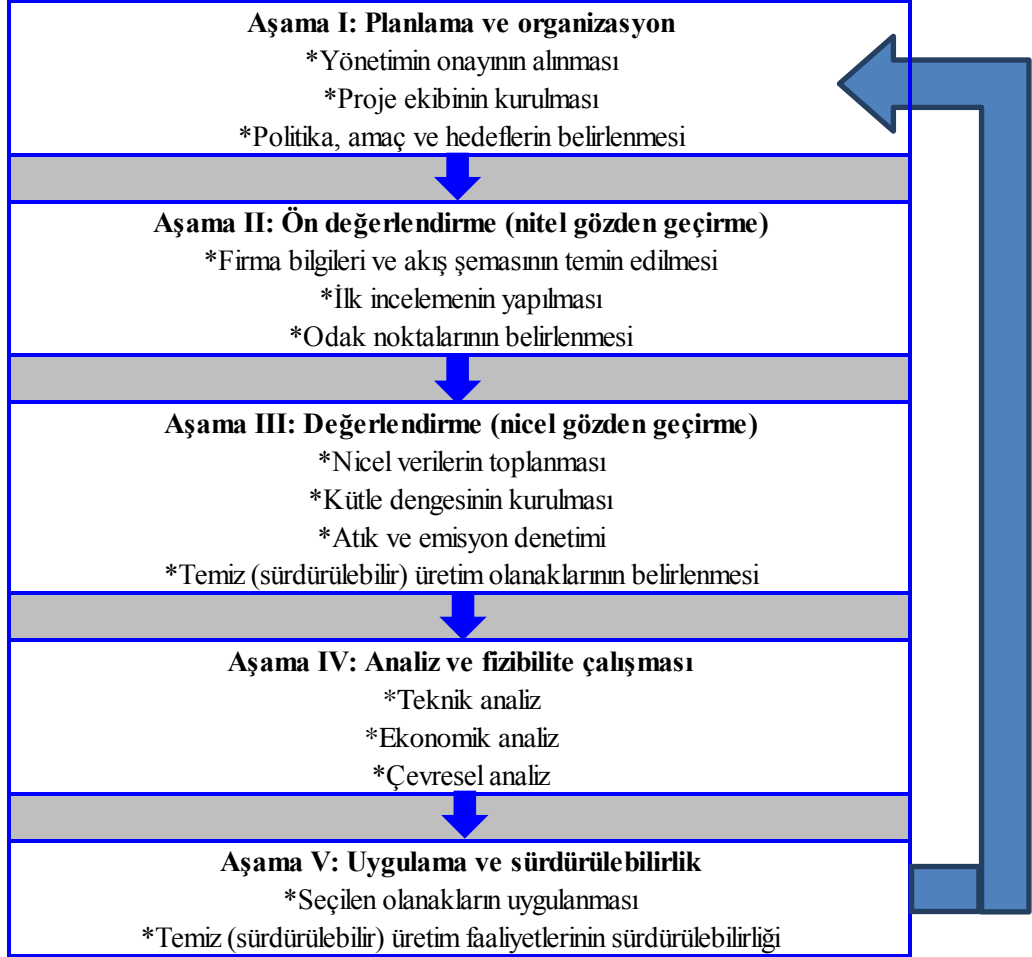 Aşama I: Planlama ve organizasyon
*Yönetimin onayının alınması
*Proje ekibinin kurulması
*Politika, amaç ve hedeflerin belirlenmesi
Aşama II: Ön değerlendirme (nitel gözden geçirme)
*Firma bilgileri ve akış şemasının temin edilmesi
*İlk incelemenin yapılması
*Odak noktalarının belirlenmesi
Aşama III: Değerlendirme (nicel gözden geçirme)
*Nicel verilerin toplanması
*Kütle dengesinin kurulması
*Atık ve emisyon denetimi
*Temiz (sürdürülebilir) üretim olanaklarının belirlenmesi
Aşama IV: Analiz ve fizibilite çalışması
*Teknik analiz
*Ekonomik analiz
*Çevresel analiz
Aşama V: Uygulama ve sürdürülebilirlik
*Seçilen olanakların uygulanması
*Temiz (sürdürülebilir) üretim faaliyetlerinin sürdürülebilirliği